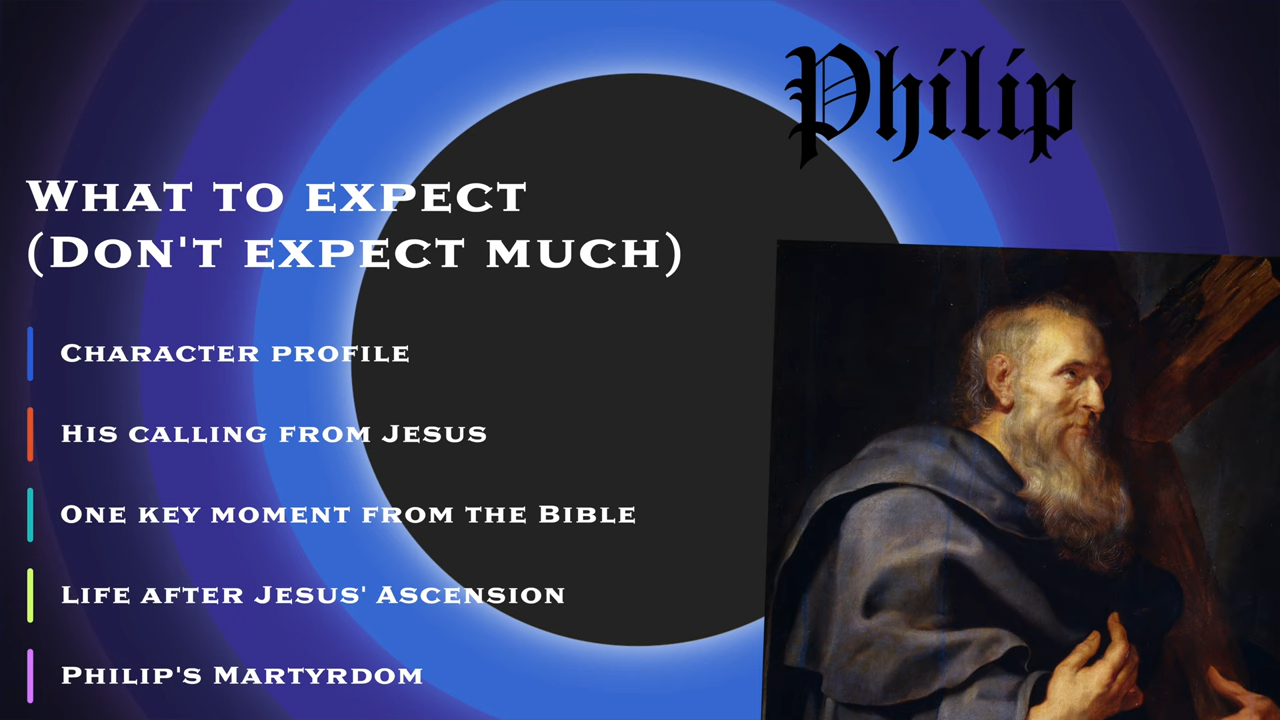 Philip
What to expect
(Don't expect much)
Character profile
His calling from Jesus
One key moment from the Bible
Life after Jesus' Ascension
Philip's Martyrdom